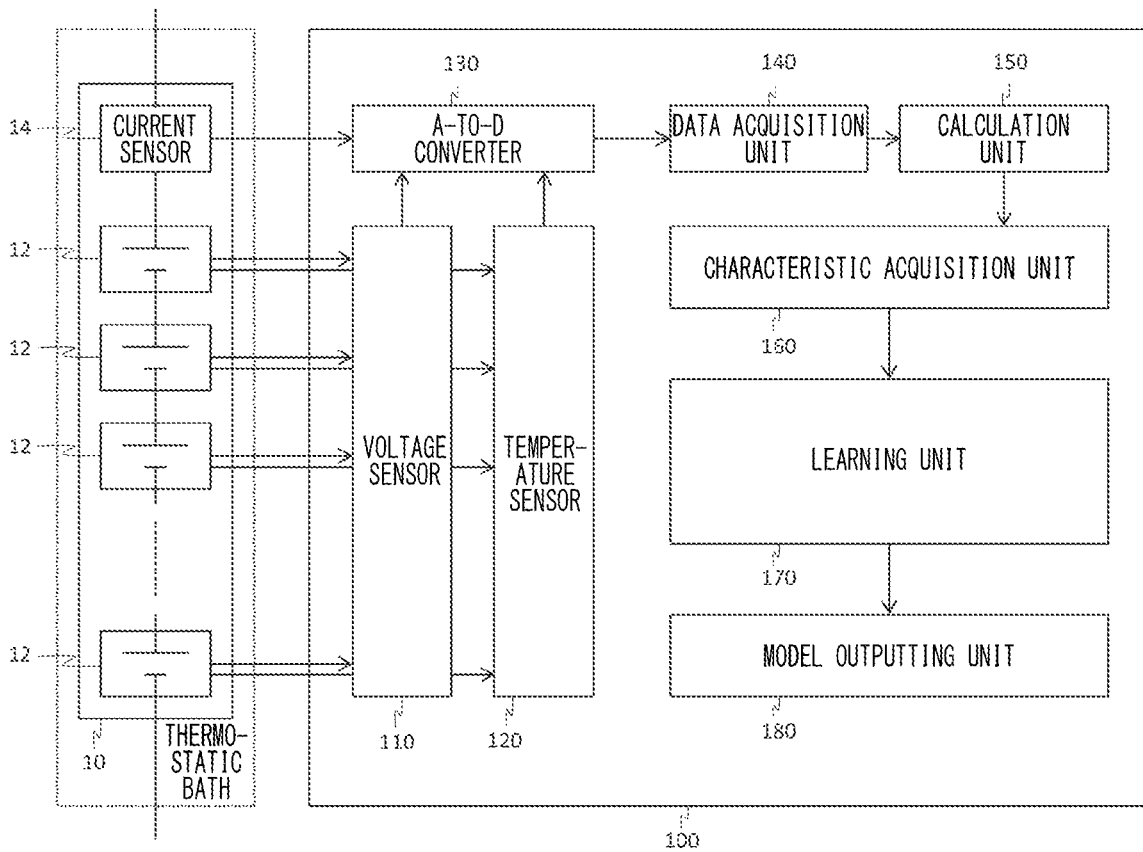 130
140
150
14
CURRENT
SENSOR
A-TO-D
CONVERTER
DATA ACQUISITION
UNIT
CALCULATION
UNIT
12
CHARACTERISTIC ACQUISITION UNIT
160
12
12
VOLTAGE
SENSOR
TEMPER-
ATURE
SENSOR
LEARNING UNIT
170
12
MODEL OUTPUTTING UNIT
10
THERMO-
STATIC
BATH
110
120
180
100